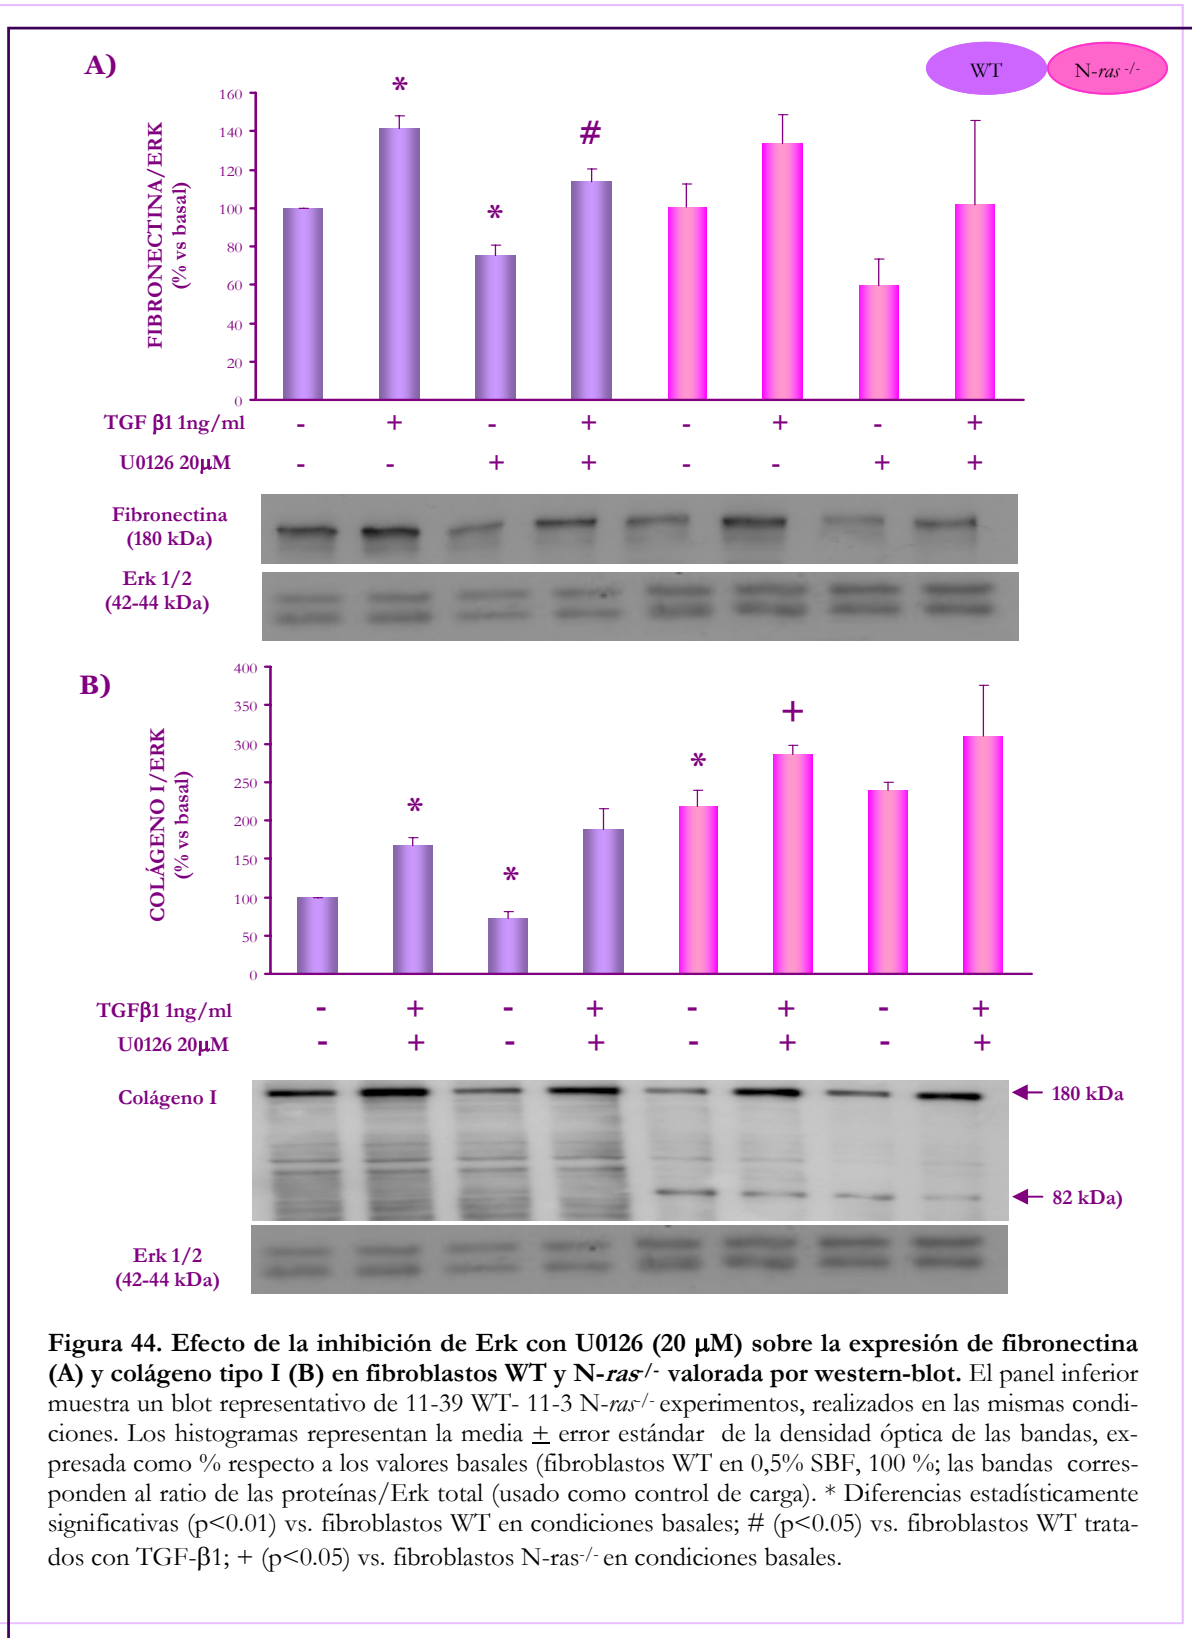 A)
WT N-ras -/-
FIBRONECTINA/ERK
(% vs basal)
160
140
120
100
80
60
40
20
0
* * # 
TGF β1 1ng/ml - + - + - + - +
U0126 20μM - - + + - - + +
Fibronectina
(180 kDa)
Erk 1/2
(42-44 kDa)
B)
COLÁGENO I/ERK
(% vs basal)
400
350
300
250
200
150
100
50
0
* * * +
TGFβ1 1ng/ml - + - + - + - +
U0126 20μM - + - + - + - +
Colágeno I
180 kDa
82 kDa)
Erk 1/2
(42-44 kDa)
Figura 44. Efecto de la inhibición de Erk con U0126 (20 μM) sobre la expresión de fibronectina
(A) y colágeno tipo I (B) en fibroblastos WT y N-ras-/- valorada por western-blot. El panel inferior
muestra un blot representativo de 11-39 WT- 11-3 N-ras-/- experimentos, realizados en las mismas condi-
ciones. Los histogramas representan la media + error estándar de la densidad óptica de las bandas, ex-
presada como % respecto a los valores basales (fibroblastos WT en 0,5% SBF, 100 %; las bandas corres-
ponden al ratio de las proteínas/Erk total (usado como control de carga). * Diferencias estadísticamente
significativas (p<0.01) vs. fibroblastos WT en condiciones basales; # (p<0.05) vs. fibroblastos WT trata-
dos con TGF-β1; + (p<0.05) vs. fibroblastos N-ras-/- en condiciones basales.